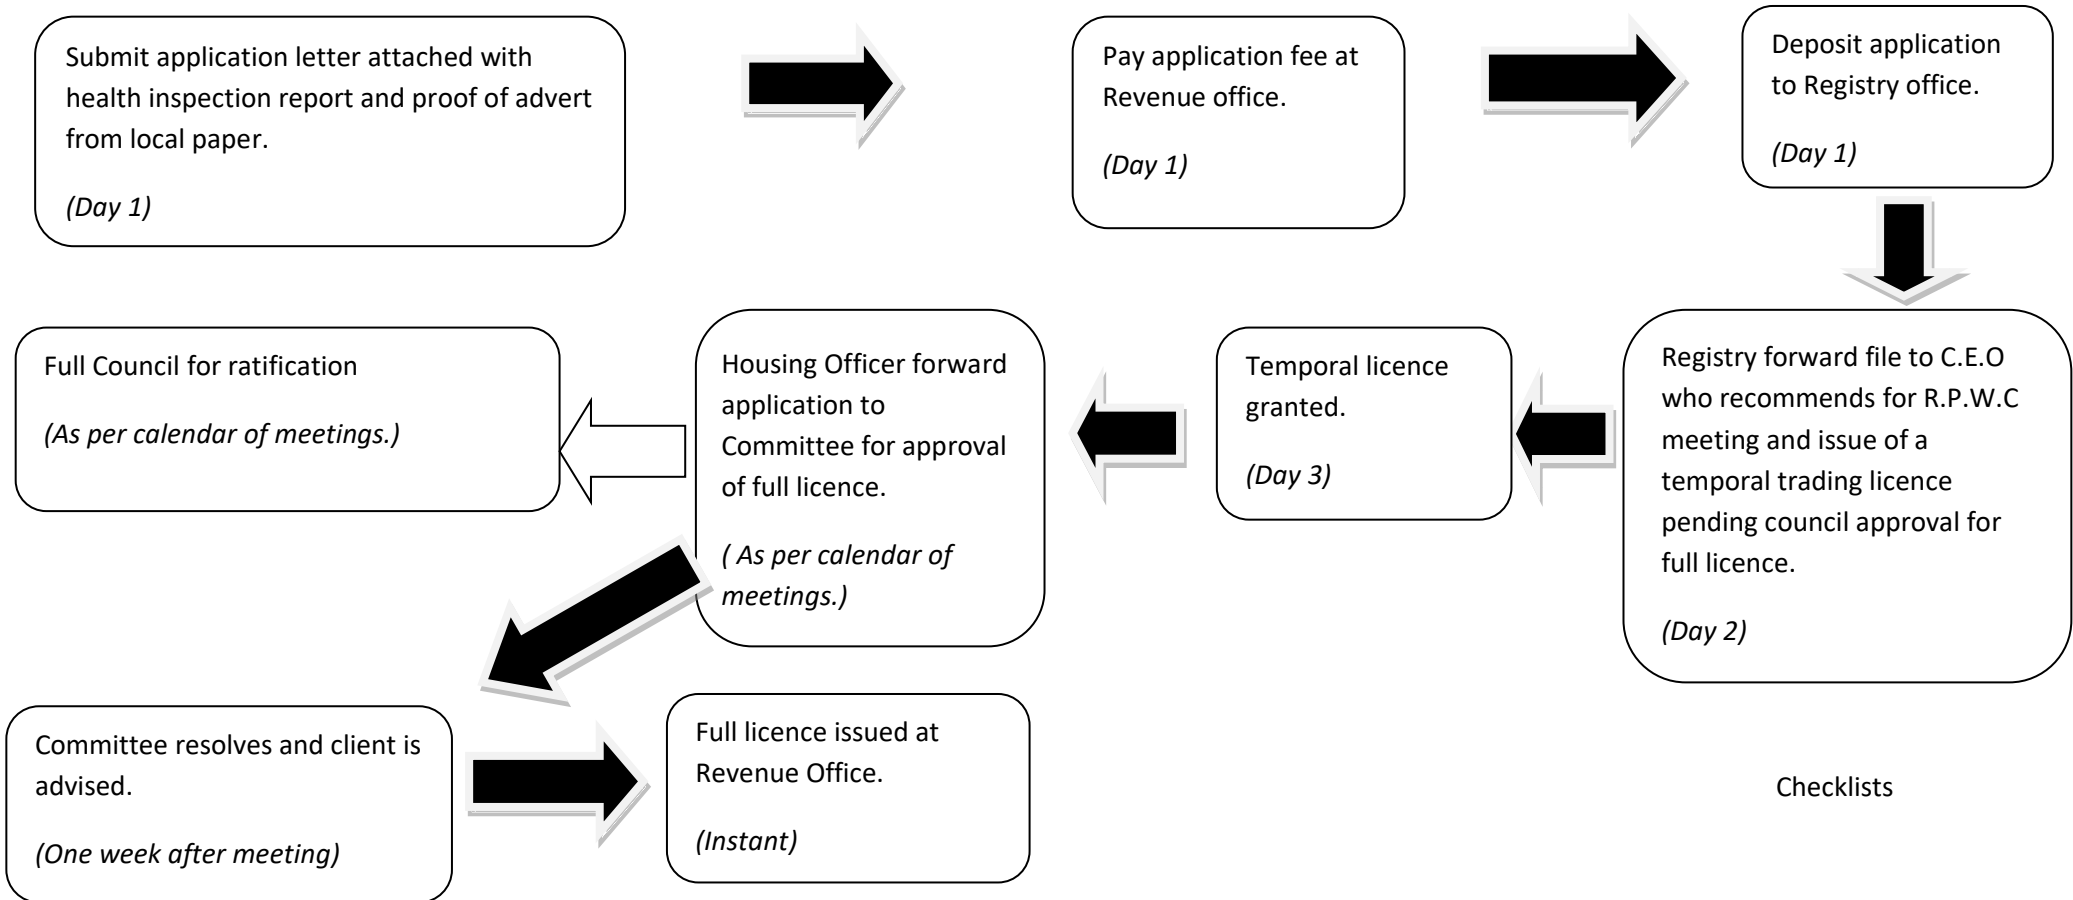 Submit application letter attached with
health inspection report and proof of advert
from local paper.
(Day 1)
Pay application fee at
Revenue office.
(Day 1)
Deposit application
to Registry office.
(Day 1)
Registry forward file to C.E.O
who recommends for R.P.W.C
meeting and issue of a
temporal trading licence
pending council approval for
full licence.
(Day 2)
Temporal licence
granted.
(Day 3)
Housing Officer forward
application to
Committee for approval
of full licence.
( As per calendar of
meetings.)
Full Council for ratification
(As per calendar of meetings.)
Committee resolves and client is
advised.
(One week after meeting)
Full licence issued at
Revenue Office.
(Instant)
Checklists